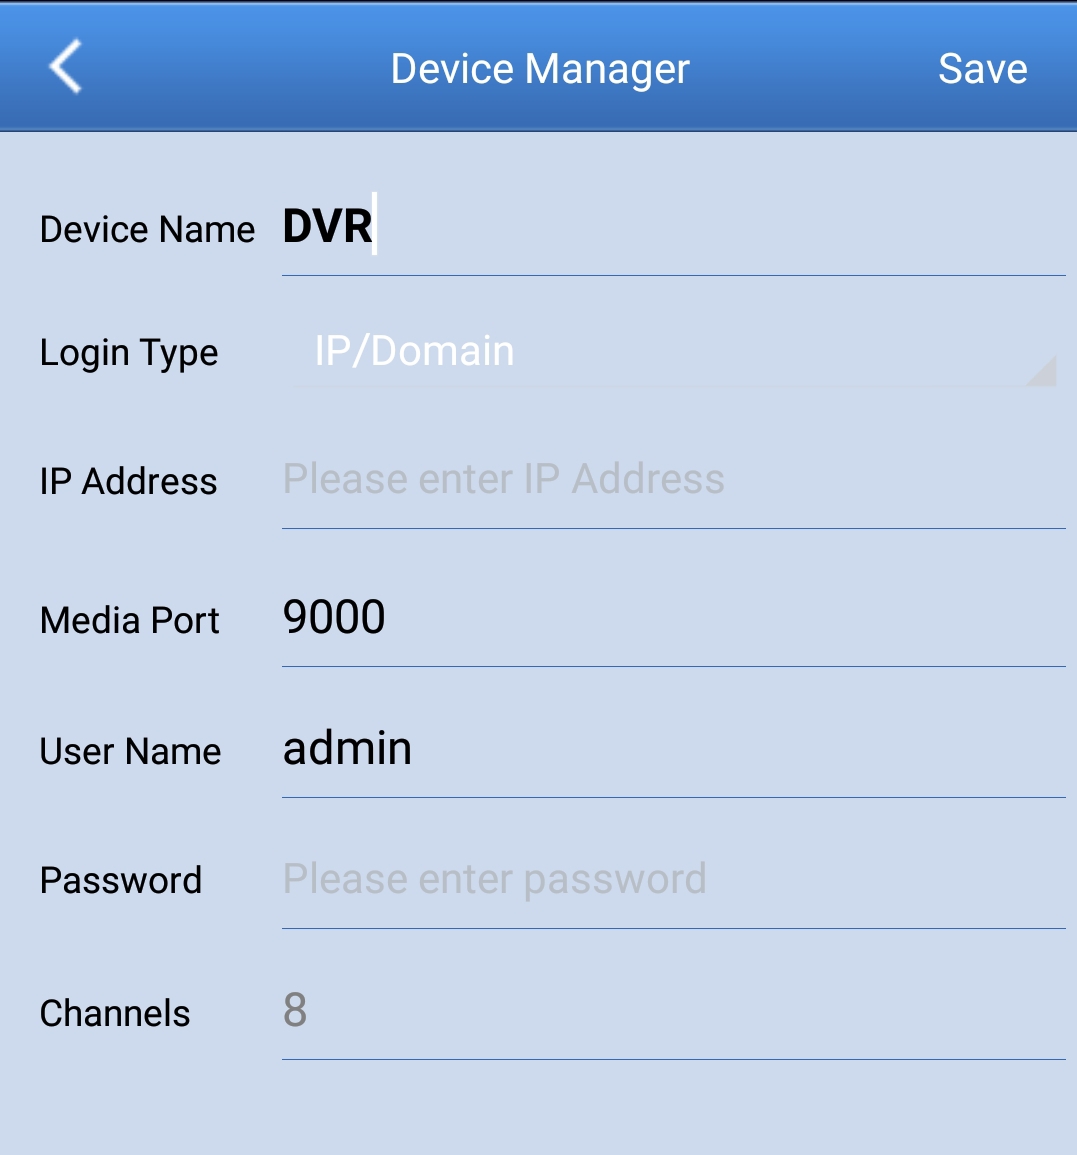 Device Manager Save
Device Name DVR
Login Type IP/Domain
IP Address Please enter IP Address
Media Port 9000
User Name admin
Password Please enter password
Channels 8